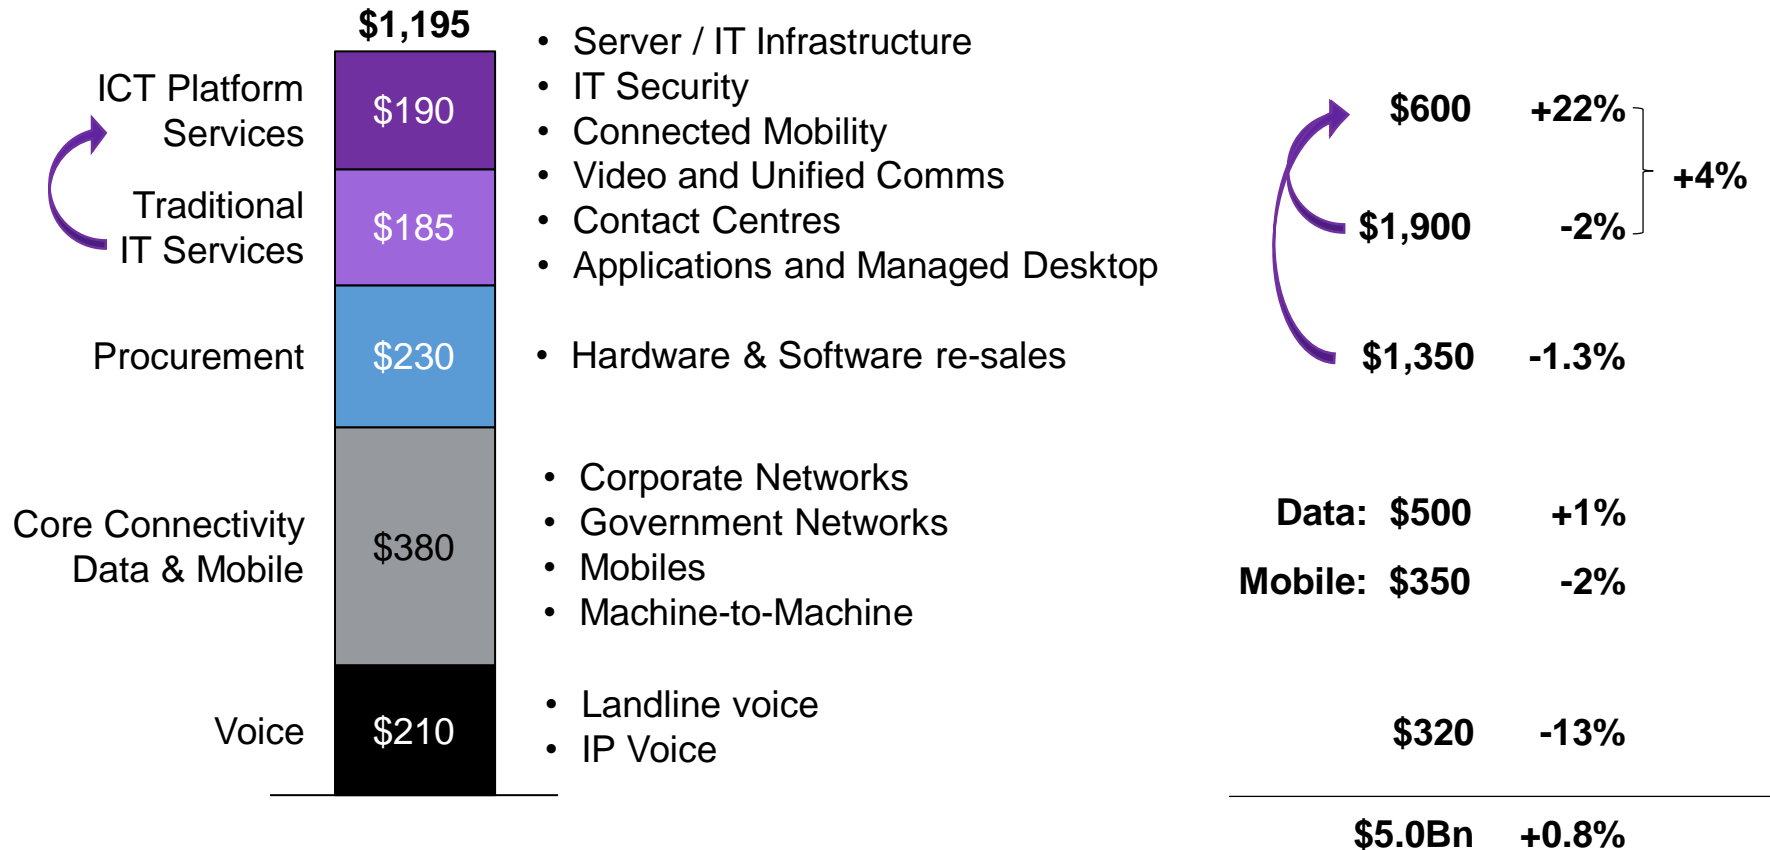 $1,195
ICT Platform
Services
$190
• Server / IT Infrastructure
• IT Security
• Connected Mobility
• Video and Unified Comms
• Contact Centres
• Applications and Managed Desktop
$600 +22%
+4%
Traditional
IT Services
$185
$1,900 -2%
Procurement
$230
• Hardware & Software re-sales
$1,350 -1.3%
Core Connectivity
Data & Mobile
$380
• Corporate Networks
• Government Networks
• Mobiles
• Machine-to-Machine
Data: $500 +1%
Mobile: $350 -2%
Voice
$210
• Landline voice
• IP Voice
$320 -13%
$5.0Bn +0.8%